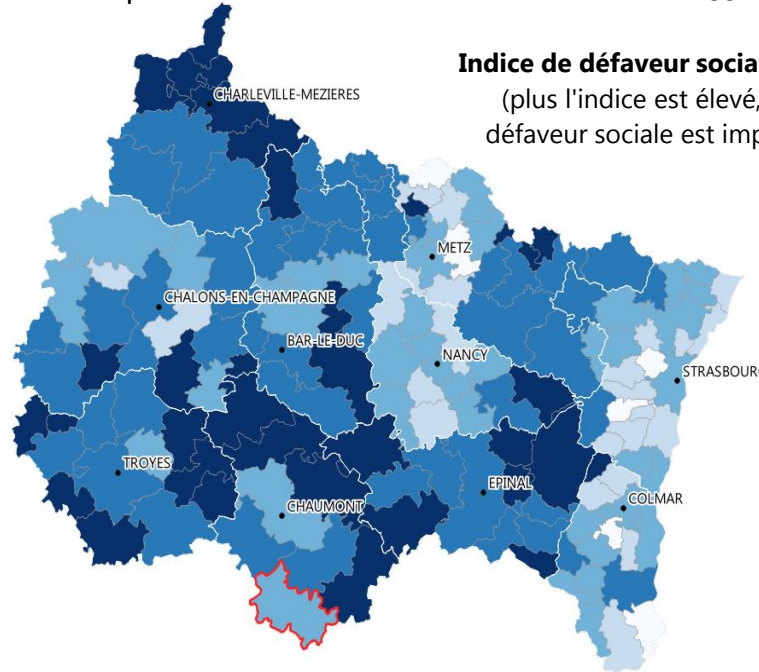 Indice de défaveur socia
(plus l'indice est élevé,
défaveur sociale est imp
CHARLEVILLE-MEZIERES
METZ
CHALONS-EN-CHAMPAGNE
BAR-LE-DUC
NANCY
STRASBOURG
TROYES
EPINAL
CHAUMONT
COLMAR